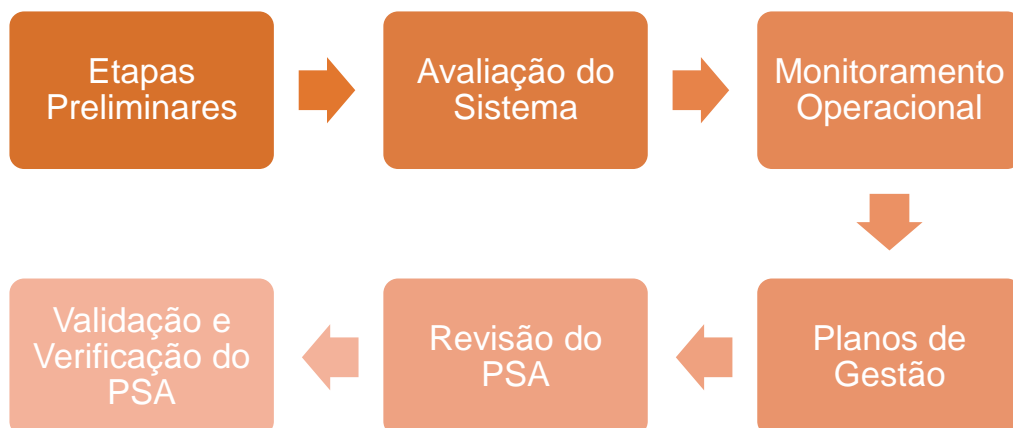 Etapas
Preliminares
Avaliação do
Sistema
Monitoramento
Operacional
Planos de
Gestão
Revisão do
PSA
Validação e
Verificação do
PSA